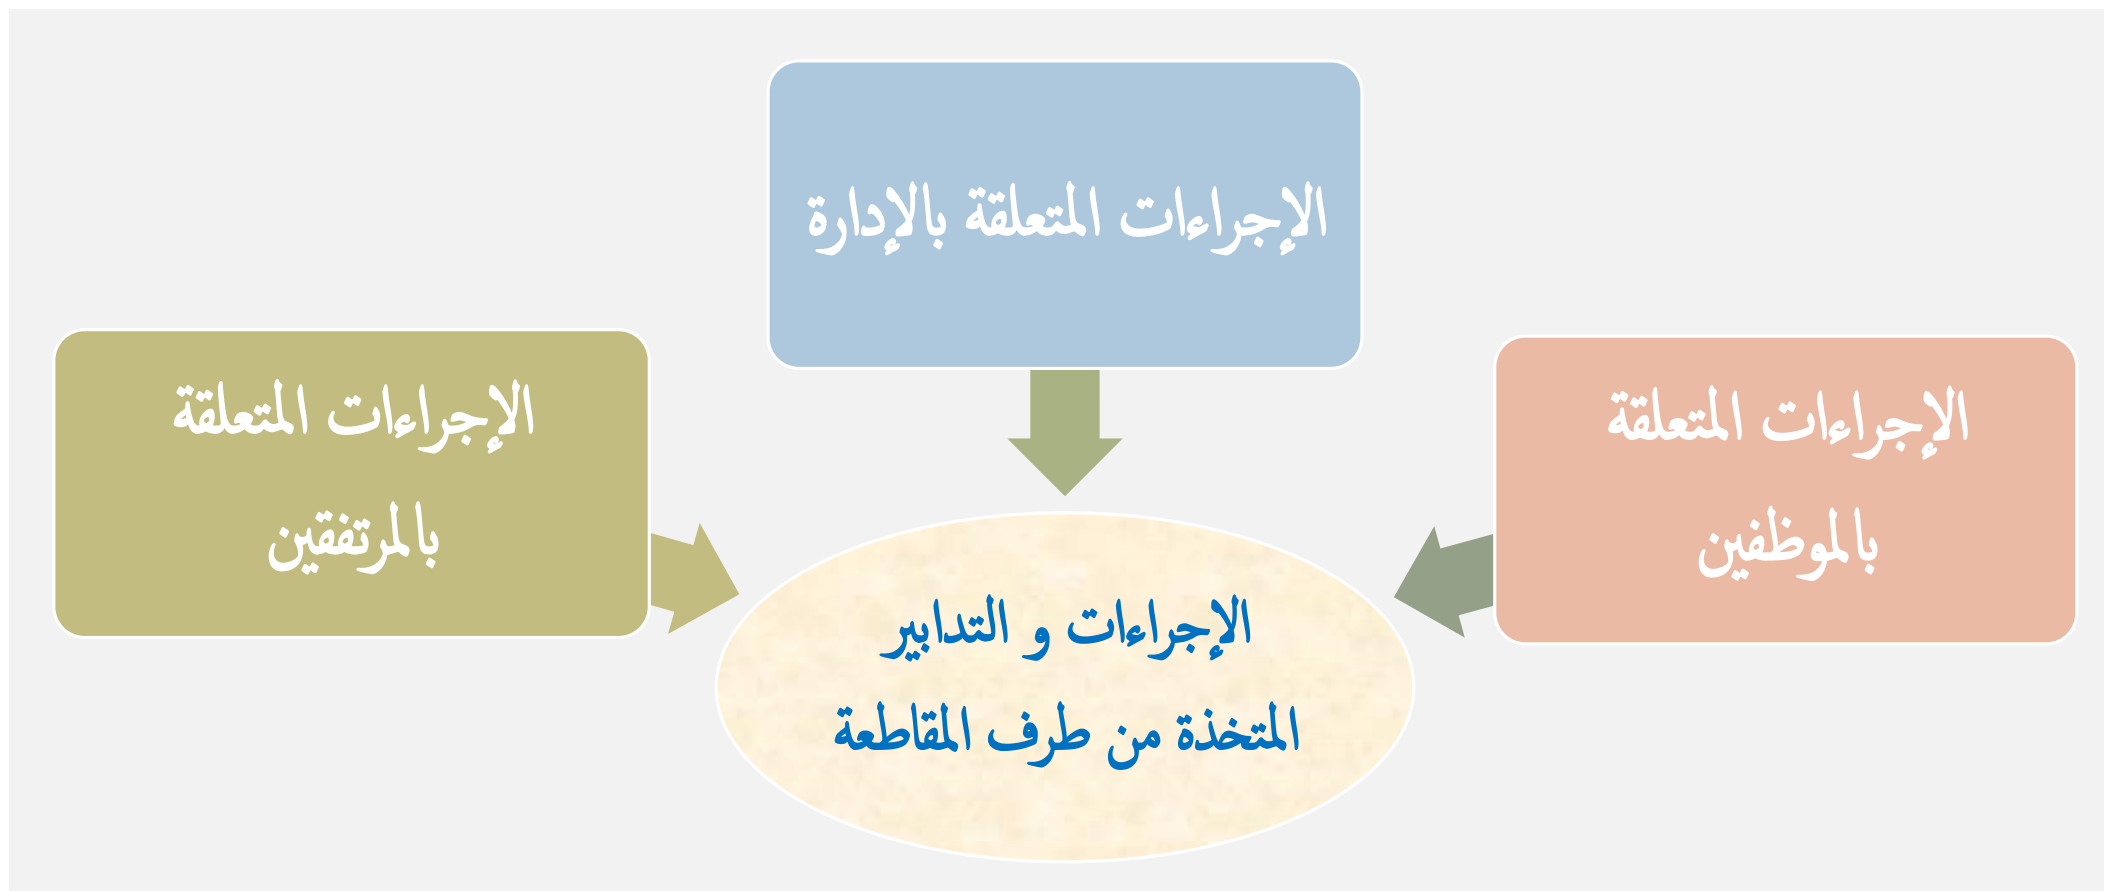 الإجراءات المتعلقة بالإدارة
الإجراءات المتعلقة
بالموظفين
الإجراءات المتعلقة
بالمرتفقين
الإجراءات و التدابير
المتخذة من طرف المقاطعة